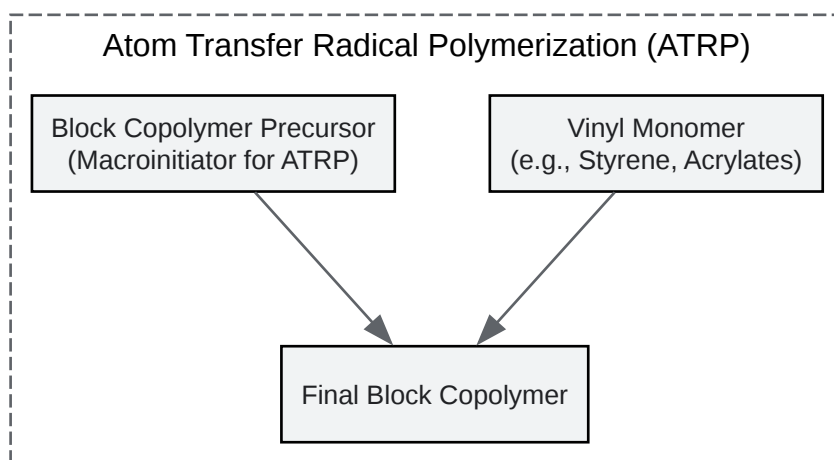 Atom Transfer Radical Polymerization (ATRP)
Block Copolymer Precursor
(Macroinitiator for ATRP)
Vinyl Monomer
(e.g., Styrene, Acrylates)
Final Block Copolymer